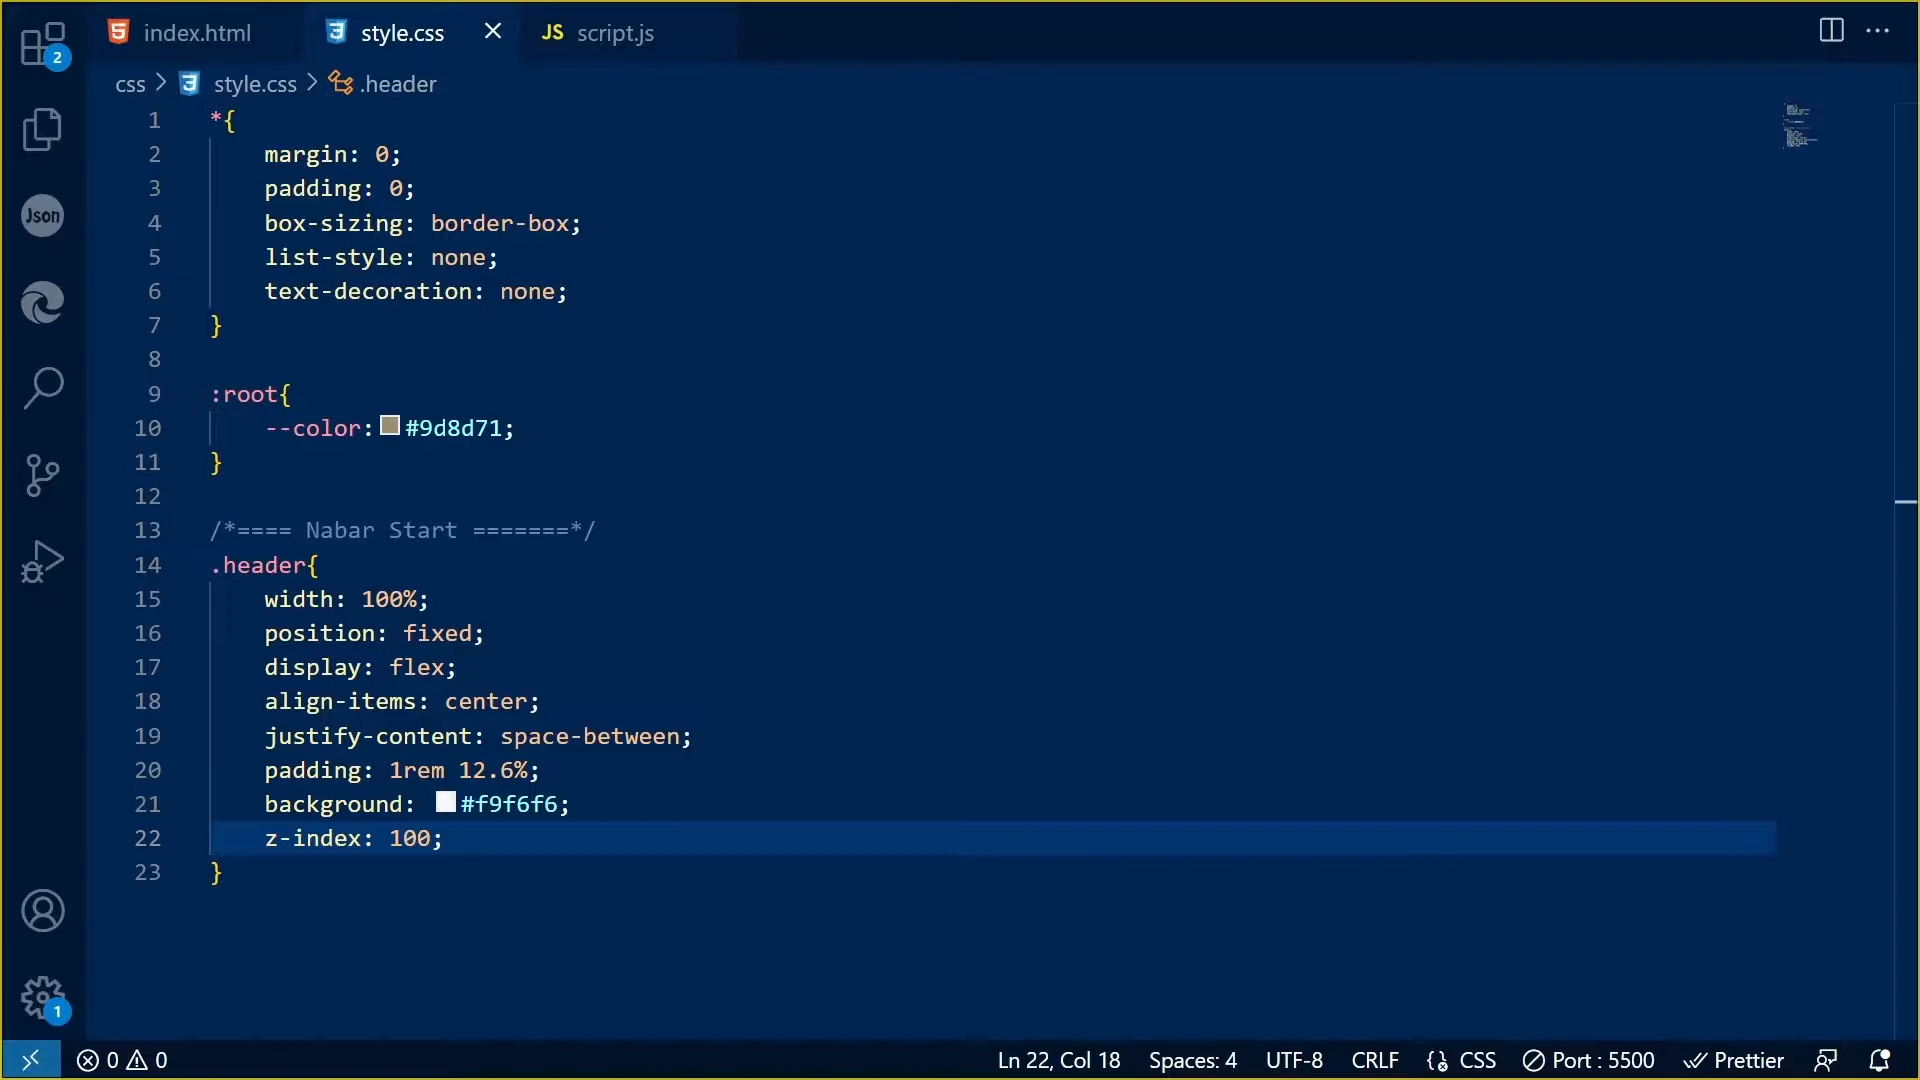 index.html style.css JS script.js
2
css style.css .header
Json
1 *{
2 margin: 0;
3 padding: 0;
4 box-sizing: border-box;
5 list-style: none;
6 text-decoration: none;
7 }
8
9 :root{
10 --color: #9d8d71;
11 }
12
13 /*==== Nabar Start =======*/
14 .header{
15 width: 100%;
16 position: fixed;
17 display: flex;
18 align-items: center;
19 justify-content: space-between;
20 padding: 1rem 12.6%;
21 background: #f9f6f6;
22 z-index: 100;
23 }
1
0 0 Ln 22, Col 18 Spaces: 4 UTF-8 CRLF CSS Port : 5500 Prettier